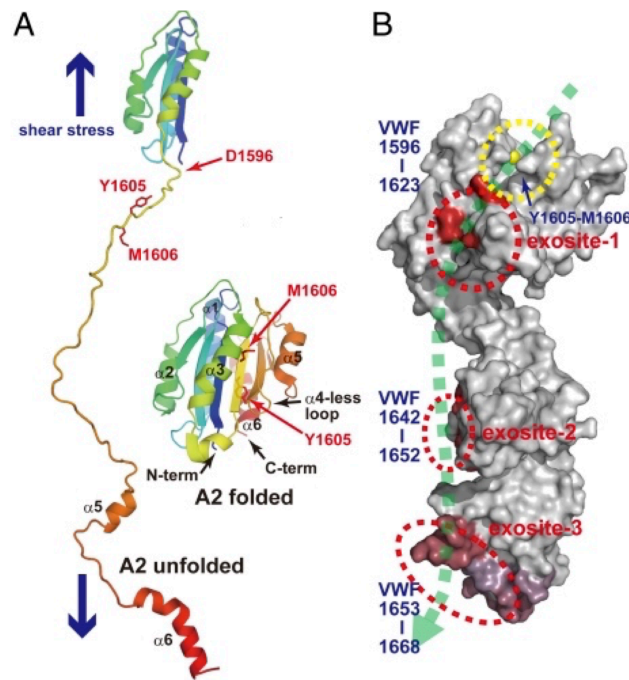 A
shear stress
D1596
Y1605
M1606
M1606
α1
α2
α3
α5
α4-less
loop
α6
Y1605
N-term
C-term
A2 folded
α5
A2 unfolded
α6
B
VWF
1596
|
1623
Y1605-M1606
exosite-1
VWF
1642
|
1652
exosite-2
exosite-3
VWF
1653
|
1668